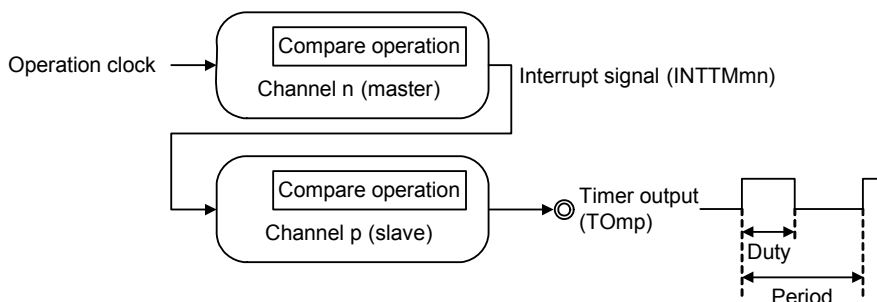 Compare operation
Operation clock
Channel n (master)
Interrupt signal (INTTMmn)
Compare operation
Channel p (slave)
Timer output
(TOmp)
Duty
Period